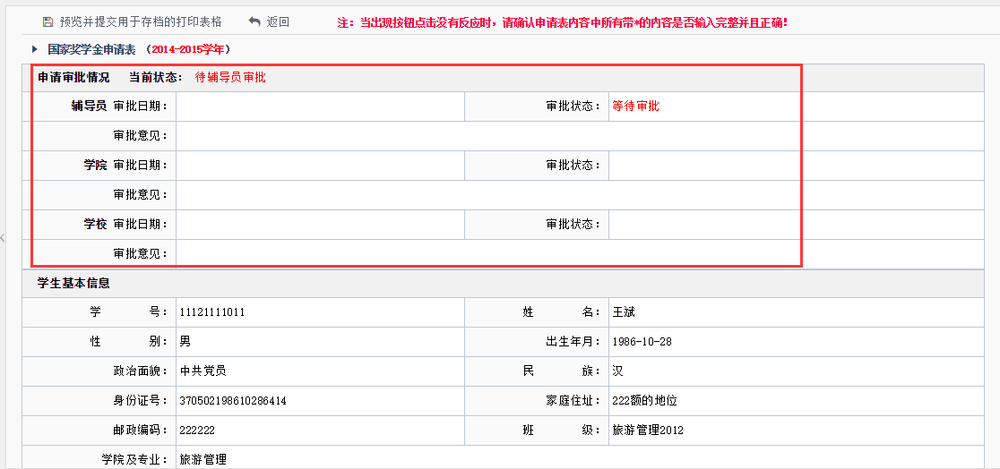 预览并提交用于存档的打印表格 返回 注：当出现按钮点击没有反应时，请确认申请表内容中所有带*的内容是否输入完整并且正确！
国家奖学金申请表 （2014-2015学年）
申请审批情况 当前状态： 待辅导员审批
辅导员 审批日期： 审批状态： 等待审批
审批意见：
学院 审批日期： 审批状态：
审批意见：
学校 审批日期： 审批状态：
审批意见：
学生基本信息
学 号： 11121111011 姓 名： 王斌
性 别： 男 出生年月： 1986-10-28
政治面貌： 中共党员 民 族： 汉
身份证号： 370502198610286414 家庭住址： 222额的地位
邮政编码： 222222 班 级： 旅游管理2012
学院及专业： 旅游管理